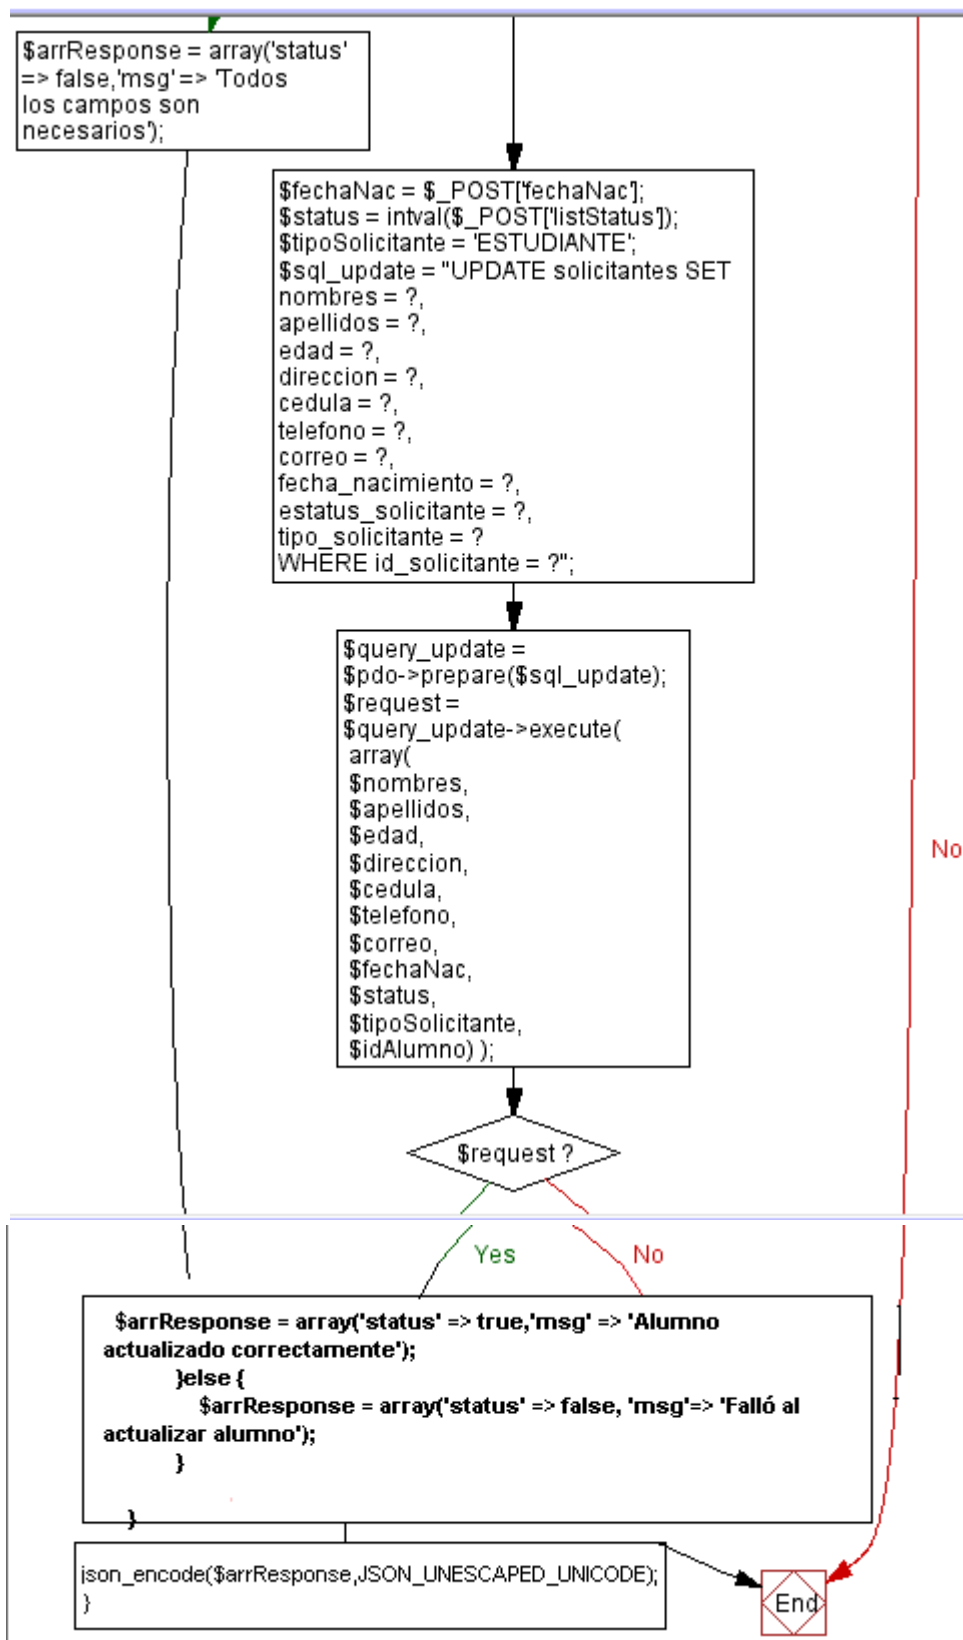 $arrResponse = array('status'
=> false,'msg' => 'Todos
los campos son
necesarios');
$fechaNac = $_POST['fechaNac'];
$status = intval($_POST['listStatus']);
$tipoSolicitante = 'ESTUDIANTE';
$sql_update = "UPDATE solicitantes SET
nombres = ?,
apellidos = ?,
edad = ?,
direccion = ?,
cedula = ?,
telefono = ?,
correo = ?,
fecha_nacimiento = ?,
estatus_solicitante = ?,
tipo_solicitante = ?
WHERE id_solicitante = ?";
$query_update =
$pdo->prepare($sql_update);
$request =
$query_update->execute(
array(
$nombres,
$apellidos,
$edad,
$direccion,
$cedula,
$telefono,
$correo,
$fechaNac,
$status,
$tipoSolicitante,
$idAlumno) );
No
$request ?
Yes
No
$arrResponse = array('status' => true,'msg' => 'Alumno
actualizado correctamente');
}else {
$arrResponse = array('status' => false, 'msg'=> 'Falló al
actualizar alumno');
}
}
json_encode($arrResponse,JSON_UNESCAPED_UNICODE);
}
End